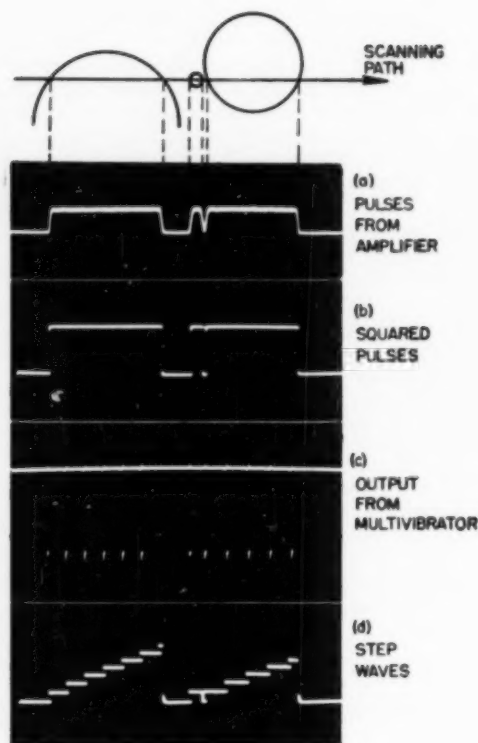 SCANNING
PATH
(a)
PULSES
FROM
AMPLIFIER
(b)
SQUARED
PULSES
(c)
OUTPUT
FROM
MULTIVIBRATOR
(d)
STEP
WAVES